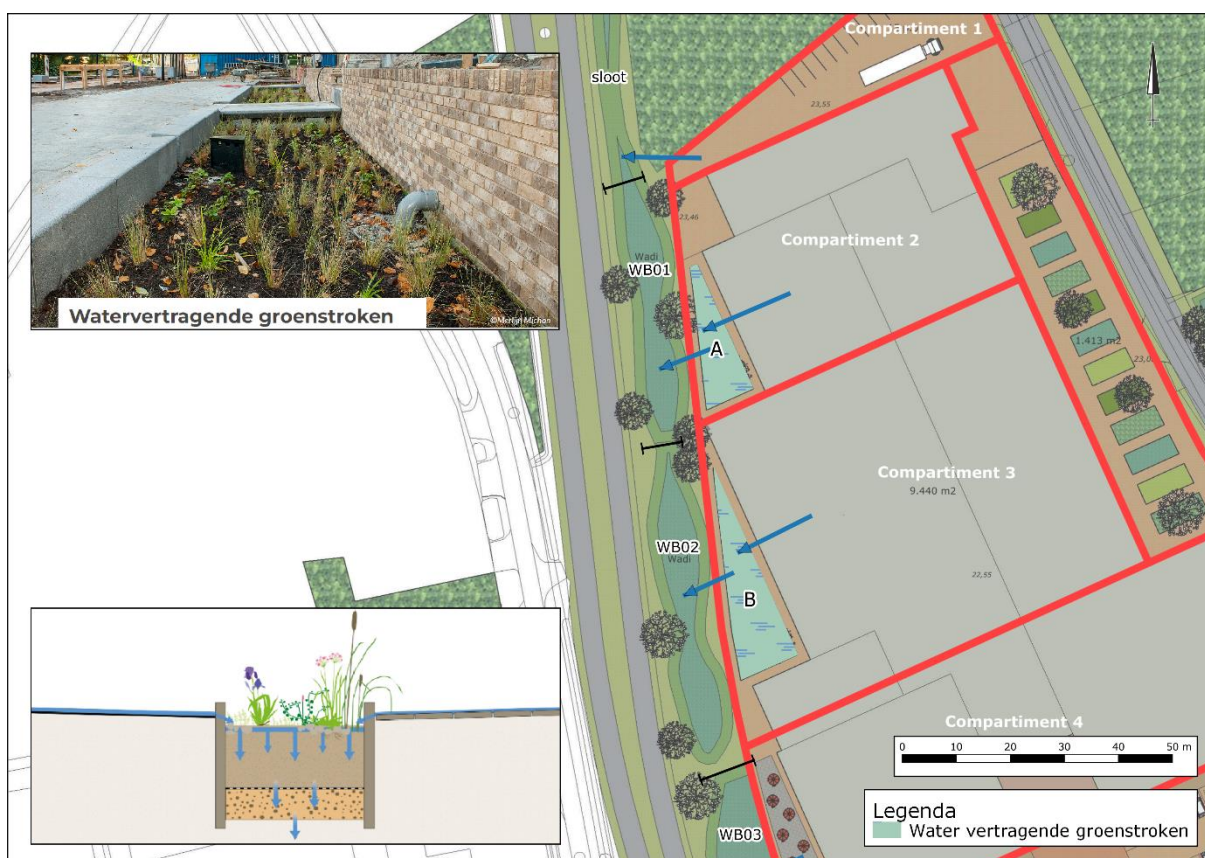 Compartiment 1
sloot
23,55
Watervertragende groenstroken
©Merlijn Michon
23,46
Compartiment 2
Wadi
WB01
A
1.413 m2
Compartiment 3
9.440 m2
WB02
Wadi
22,55
B
Compartiment 4
0 10 20 30 40 50 m
Legenda
Water vertragende groenstroken
WB03